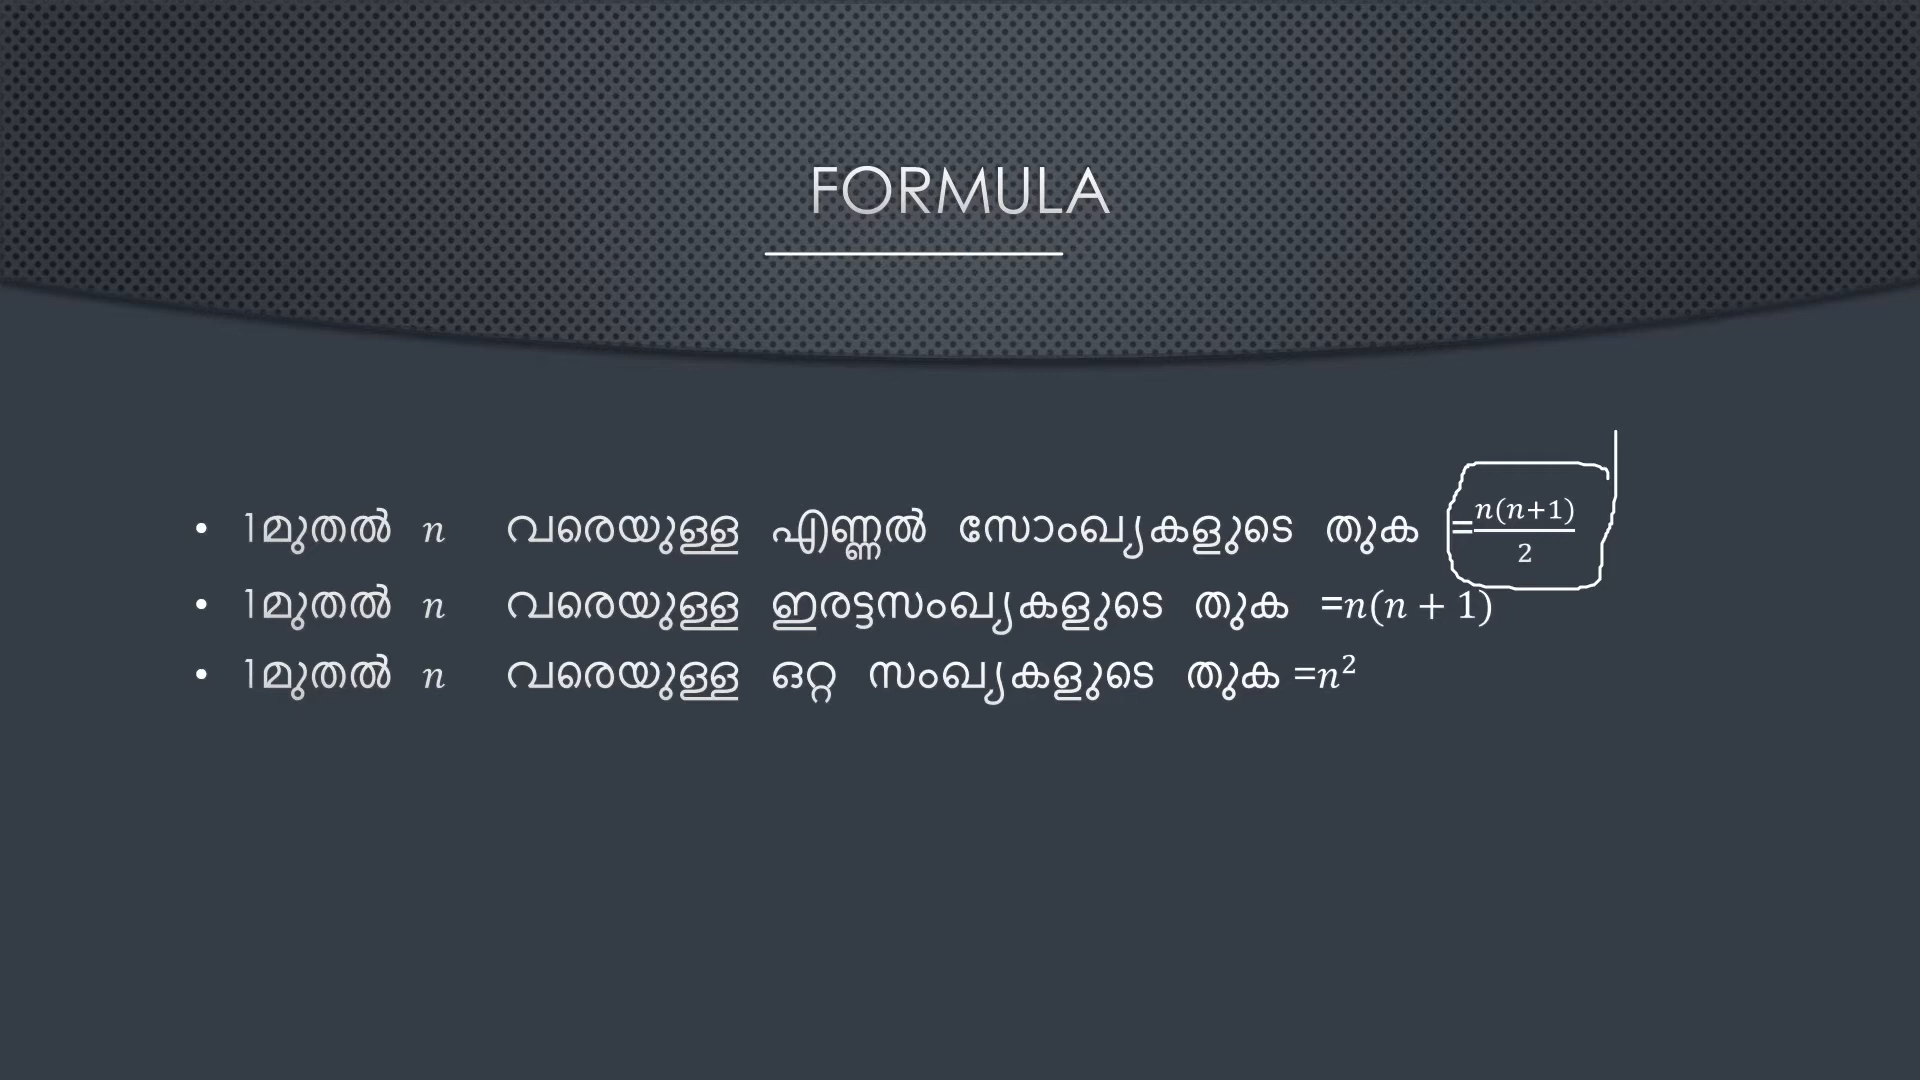 FORMULA
• 1മുതൽ n വരെയുള്ള എണ്ണൽ സോംഖ്യകളുടെ തുക =\frac{n(n+1)}{2}
• 1മുതൽ n വരെയുള്ള ഇരട്ടസംഖ്യകളുടെ തുക =n(n + 1)
• 1മുതൽ n വരെയുള്ള ഒറ്റ സംഖ്യകളുടെ തുക =n²